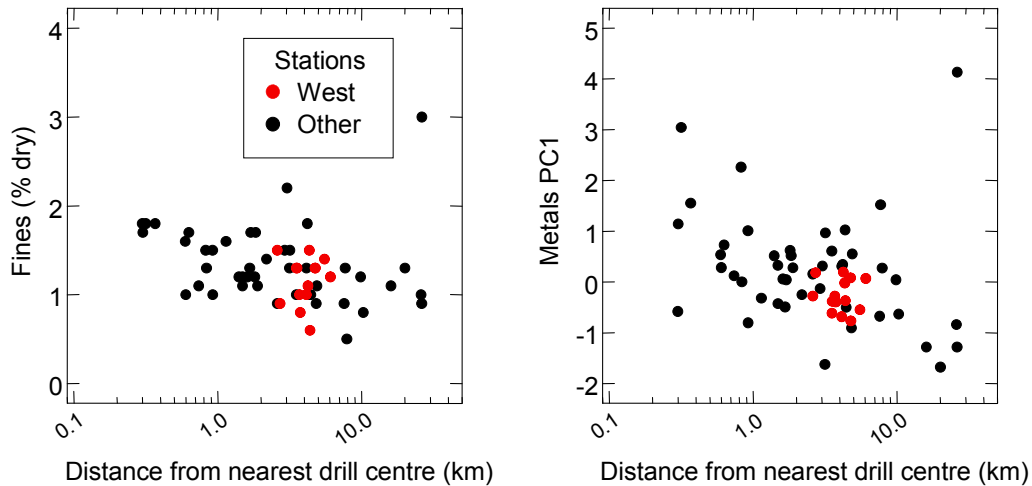 4
3
2
1
0
Fines (% dry)
Stations
West
Other
0.1
1.0
10.0
Distance from nearest drill centre (km)
5
4
3
2
1
0
-1
-2
Metals PC1
0.1
1.0
10.0
Distance from nearest drill centre (km)